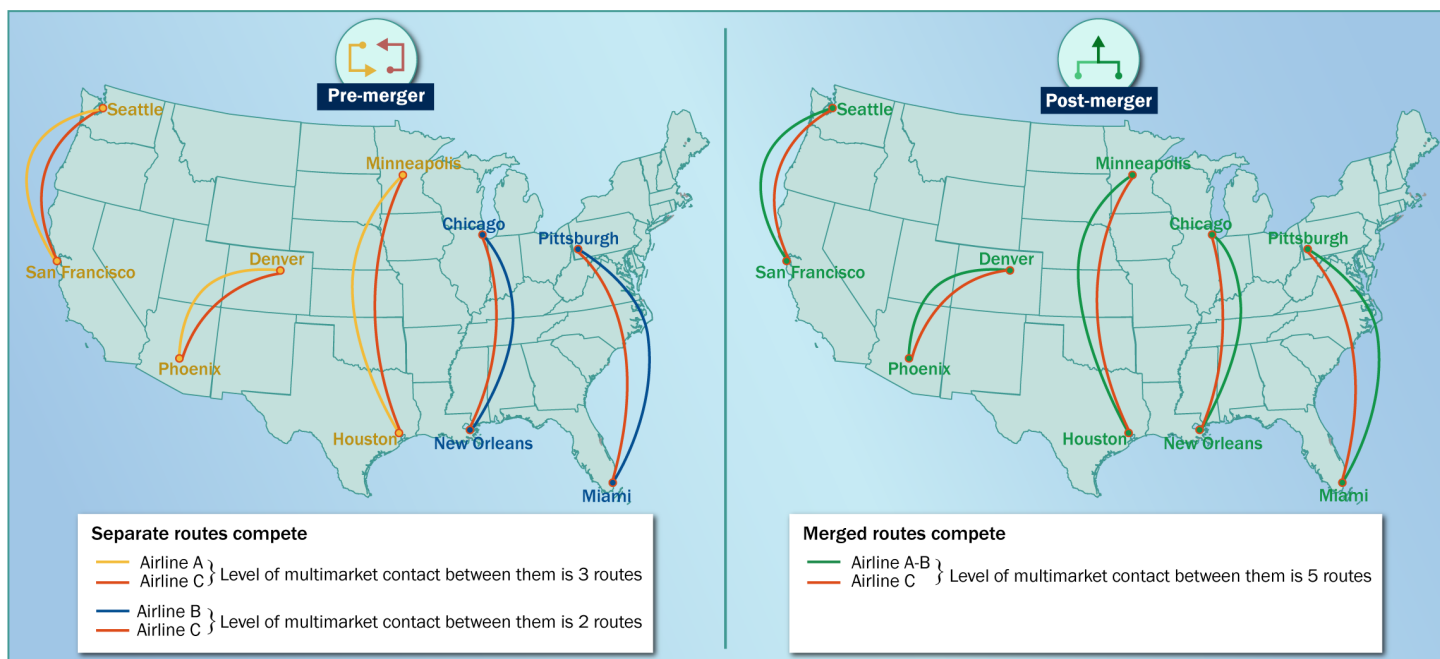 Pre-merger
Seattle
Minneapolis
Chicago
Pittsburgh
Denver
San Francisco
Phoenix
Houston
New Orleans
Miami
Separate routes compete
Airline A
Airline C
Level of multimarket contact between them is 3 routes
Airline B
Airline C
Level of multimarket contact between them is 2 routes
Post-merger
Seattle
Minneapolis
Chicago
Pittsburgh
Denver
San Francisco
Phoenix
Houston
New Orleans
Miami
Merged routes compete
Airline A-B
Airline C
Level of multimarket contact between them is 5 routes